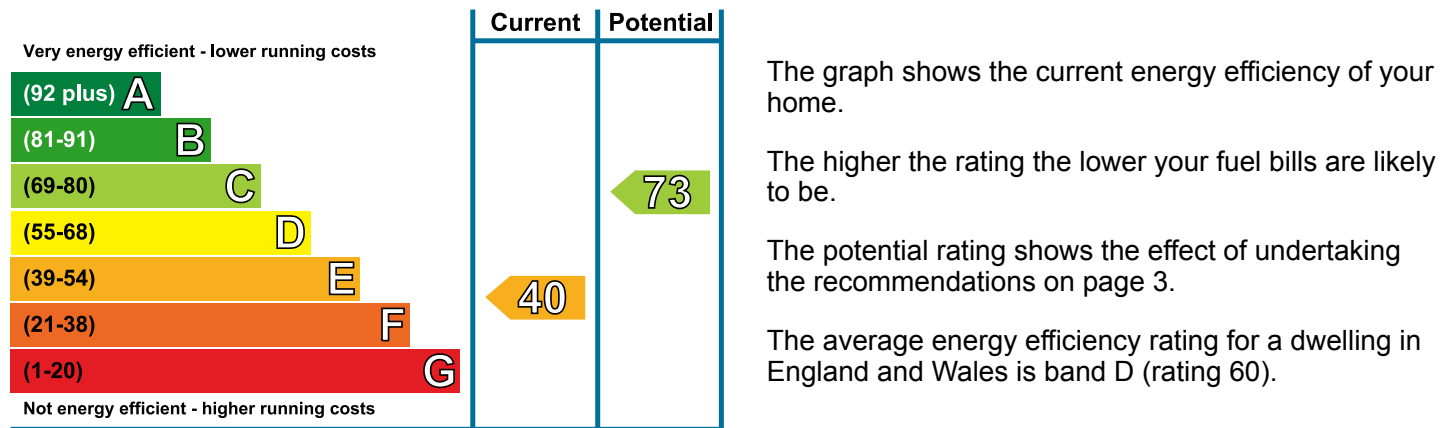 Current Potential
Very energy efficient - lower running costs
(92 plus) A
(81-91) B
(69-80) C
73
(55-68) D
(39-54) E
40
(21-38) F
(1-20) G
Not energy efficient - higher running costs
The graph shows the current energy efficiency of your
home.
The higher the rating the lower your fuel bills are likely
to be.
The potential rating shows the effect of undertaking
the recommendations on page 3.
The average energy efficiency rating for a dwelling in
England and Wales is band D (rating 60).